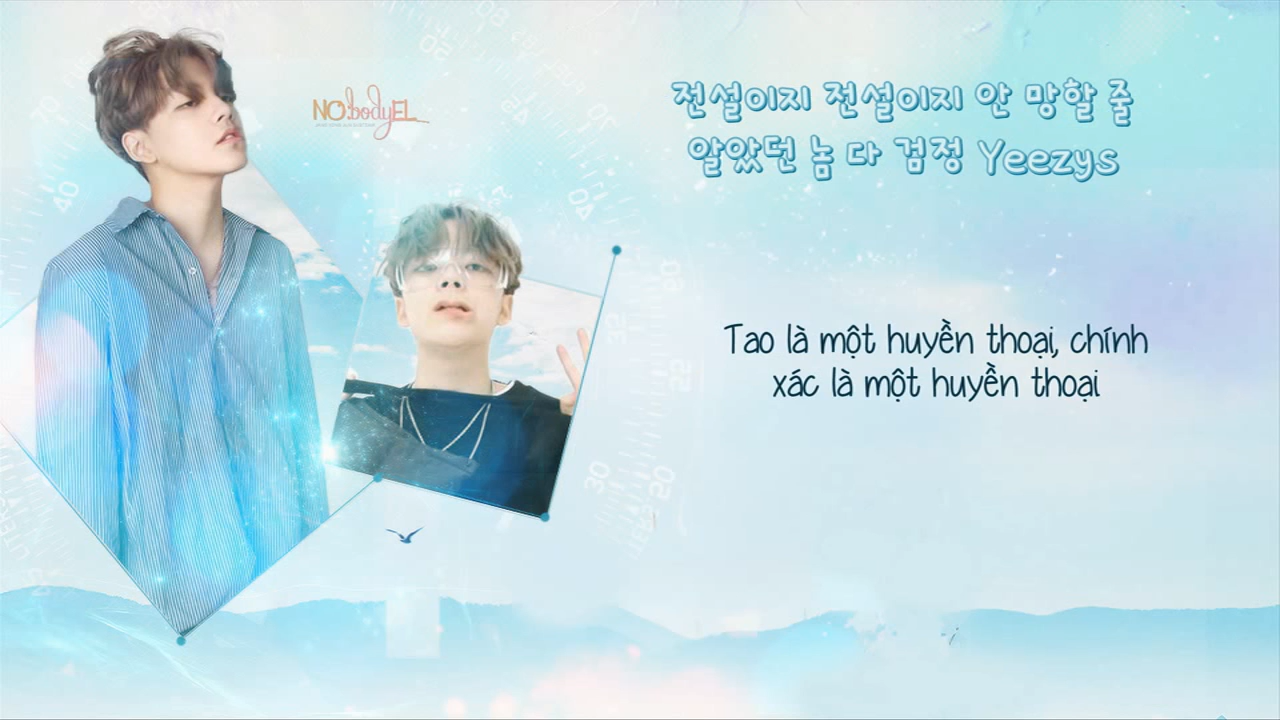 NO:bodyEL
전설이지 전설이지 안 망할 줄
알았던 놈 다 검정 Yeezys
Tao là một huyền thoại, chính
xác là một huyền thoại